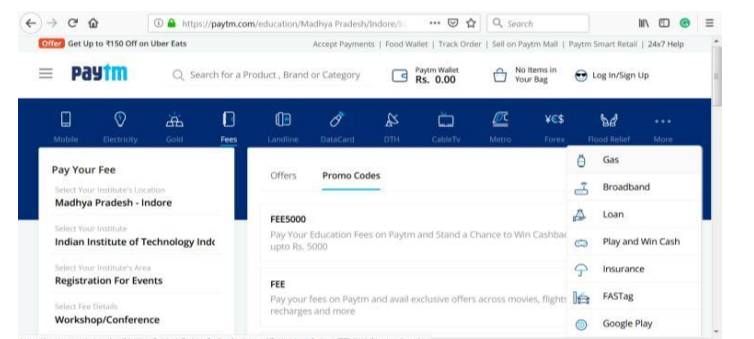 https://paytm.com/education/Madhya Pradesh/Indore/I
Search
Offer Get Up to ₹150 Off on Uber Eats
Accept Payments | Food Wallet | Track Order | Sell on Paytm Mall | Paytm Smart Retail | 24x7 Help
paytm
Search for a Product , Brand or Category
Paytm Wallet
Rs. 0.00
No Items in
Your Bag
Log In/Sign Up
Mobile Electricity Gold Fees Landline DataCard DTH CableTv Metro Forex Flood Relief More
Pay Your Fee
Select Your Institute's Location
Madhya Pradesh - Indore
Select Your Institute
Indian Institute of Technology Indo
Select Your Institute's Area
Registration For Events
Select Fee Details
Workshop/Conference
Offers Promo Codes
FEE5000
Pay Your Education Fees on Paytm and Stand a Chance to Win Cashbac
upto Rs. 5000
FEE
Pay your fees on Paytm and avail exclusive offers across movies, flights
recharges and more
Gas
Broadband
Loan
Play and Win Cash
Insurance
FASTag
Google Play